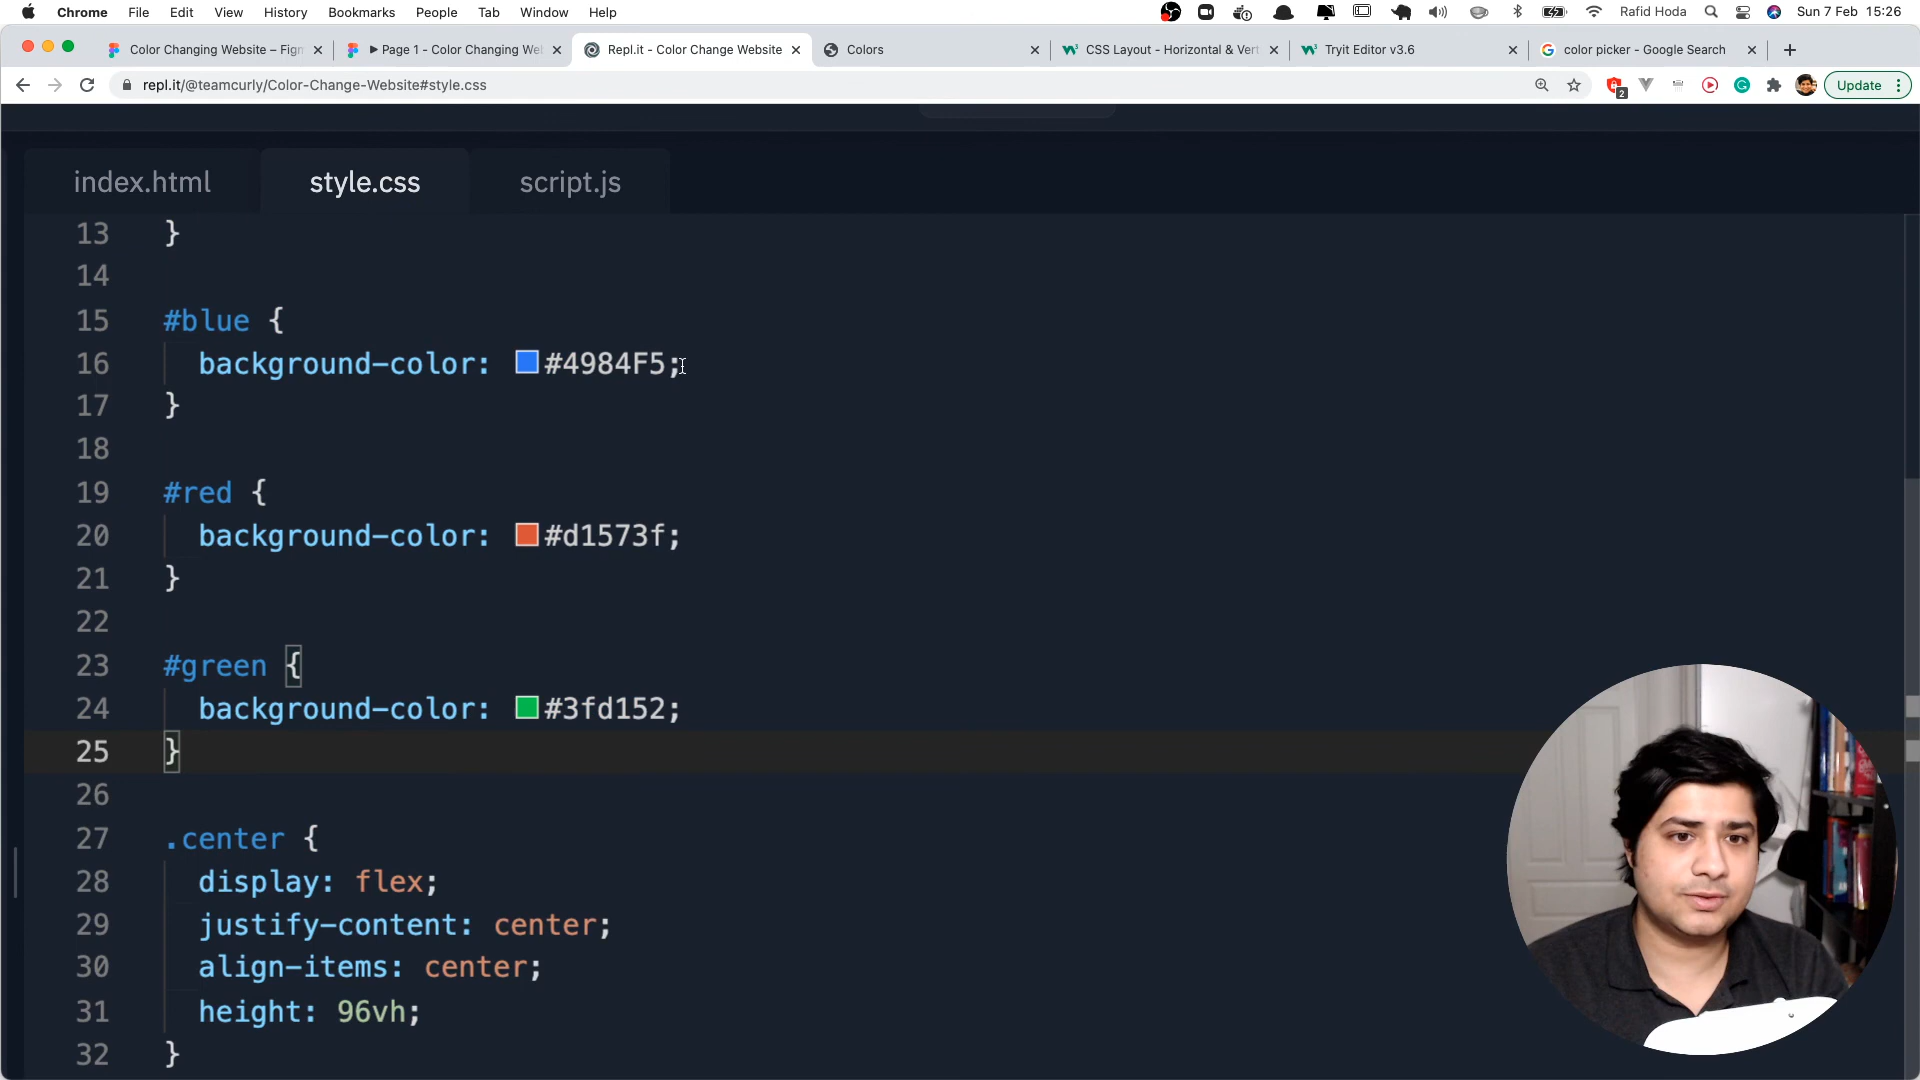 Chrome File Edit View History Bookmarks People Tab Window Help Rafid Hoda Sun 7 Feb 15:26
Color Changing Website – Figm Page 1 - Color Changing Web Repl.it - Color Change Website Colors CSS Layout - Horizontal & Vert Tryit Editor v3.6 color picker - Google Search
repl.it/@teamcurly/Color-Change-Website#style.css 2 Update
index.html style.css script.js
13 }
14
15 #blue {
16 background-color: #4984F5;
17 }
18
19 #red {
20 background-color: #d1573f;
21 }
22
23 #green {
24 background-color: #3fd152;
25 }
26
27 .center {
28 display: flex;
29 justify-content: center;
30 align-items: center;
31 height: 96vh;
32 }